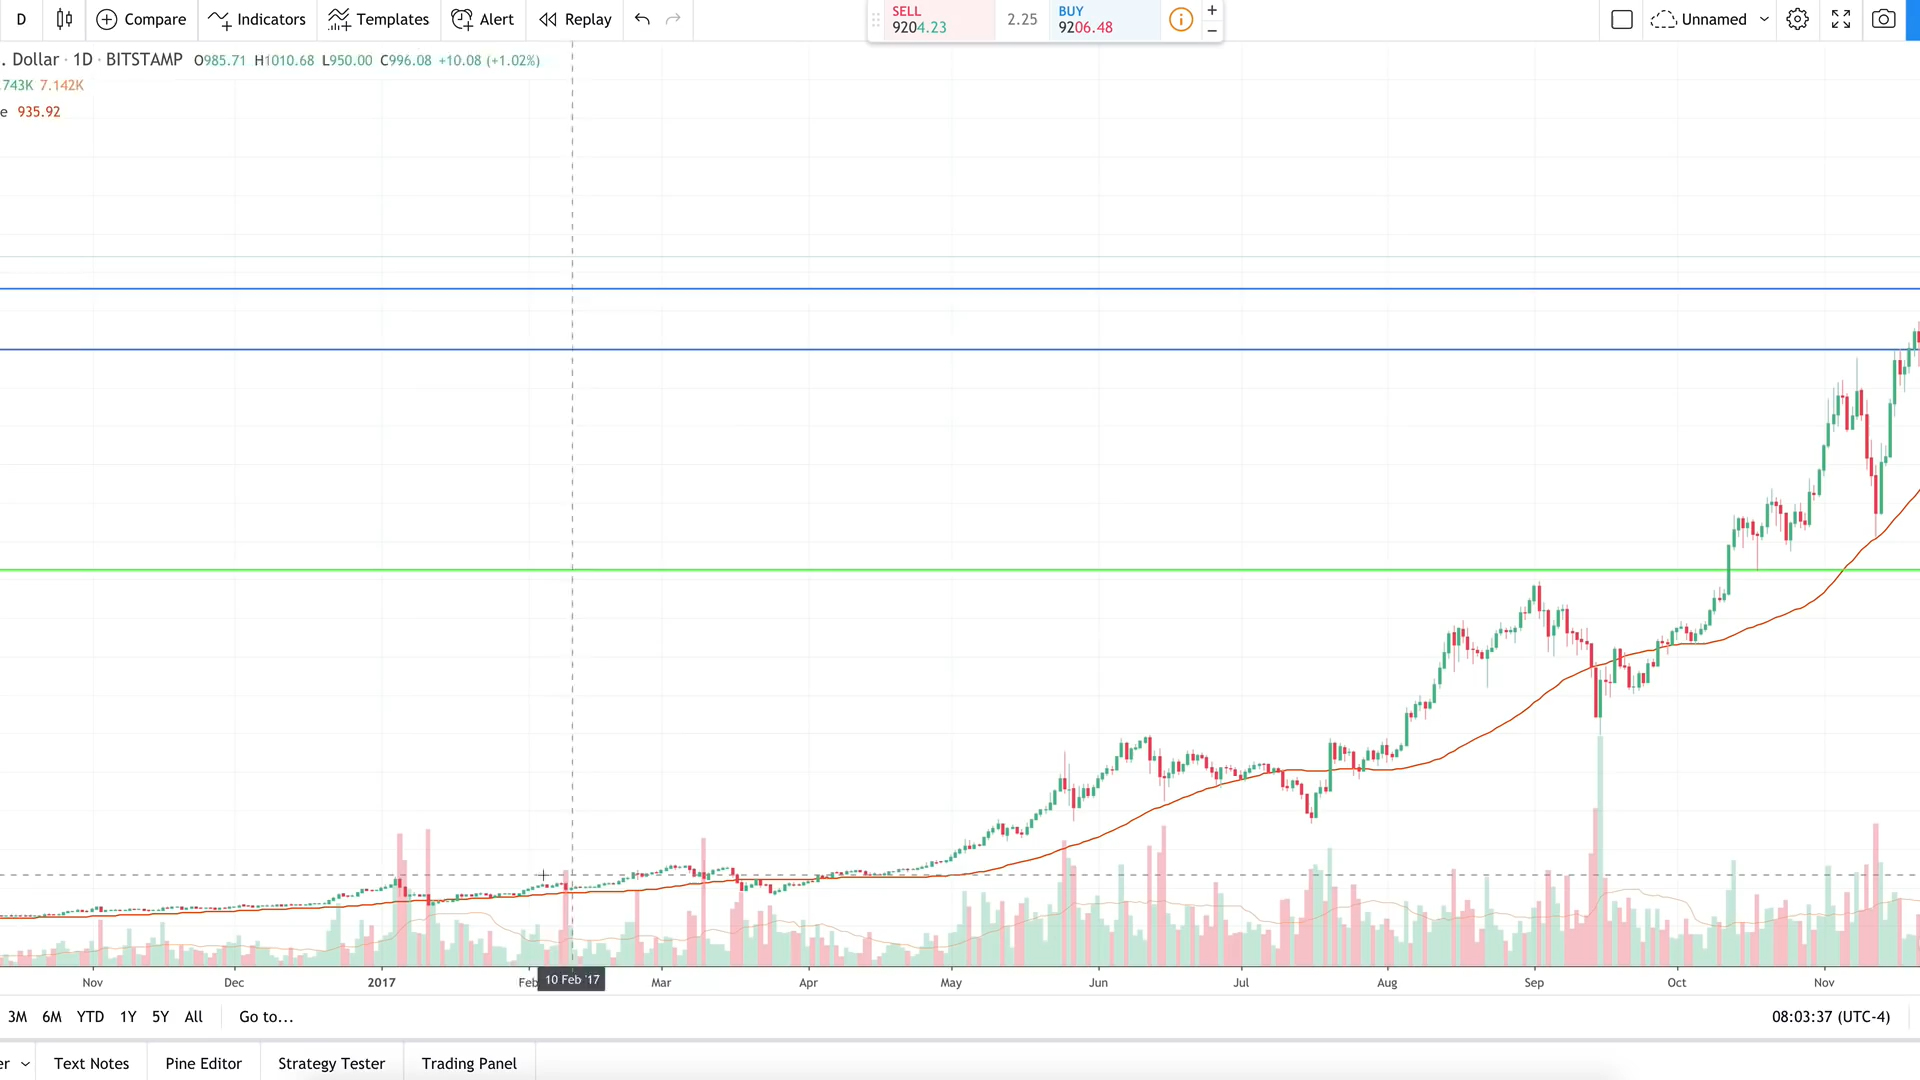 D Compare Indicators Templates Alert Replay
SELL
9204.23
2.25
BUY
9206.48
+
−
Unnamed
. Dollar · 1D · BITSTAMP O985.71 H1010.68 L950.00 C996.08 +10.08 (+1.02%)
.743K 7.142K
e 935.92
Nov Dec 2017 Feb 10 Feb '17 Mar Apr May Jun Jul Aug Sep Oct Nov
3M 6M YTD 1Y 5Y All Go to... 08:03:37 (UTC-4)
er Text Notes Pine Editor Strategy Tester Trading Panel